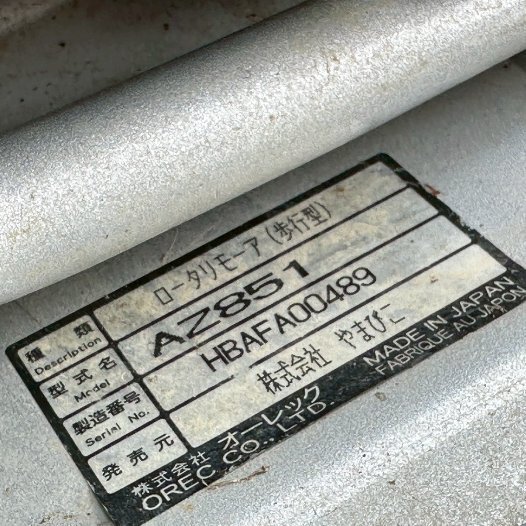 種類 ロータリモーア(歩行型)
Description
型式名 AZ851
Model
製造番号 HBAFA00489
Serial No.
発売元 株式会社 やまびこ
株式会社 オーレック MADE IN JAPAN
OREC CO., LTD. FABRIQUE AU JAPON